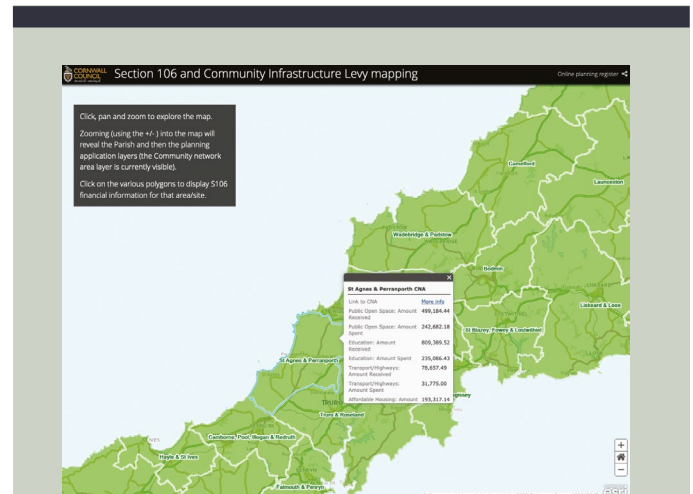 CORNWALL
COUNCIL
Section 106 and Community Infrastructure Levy mapping
Online planning register
Click, pan and zoom to explore the map.
Zooming (using the +/- ) into the map will
reveal the Parish and then the planning
application layers (the Community network
area layer is currently visible).
Click on the various polygons to display S106
financial information for that area/site.
Camelford
Launceston
Wadebridge & Padstow
Bodmin
Liskeard & Looe
St Blazey, Fowey & Lostwithiel
St Agnes & Perranporth
St Agnes & Perranporth CNA
Link to CNA More info
Public Open Space: Amount 499,184.44
Received
Public Open Space: Amount 242,682.18
Spent
Education: Amount 809,389.52
Received
Education: Amount Spent 235,086.43
Transport/Highways: 78,657.49
Amount Received
Transport/Highways: 31,775.00
Amount Spent
Affordable Housing: Amount 193,317.14
TRURO
Truro & Roseland
Camborne, Pool, Illogan & Redruth
Hayle & St Ives
Falmouth & Penryn
+
−
esri